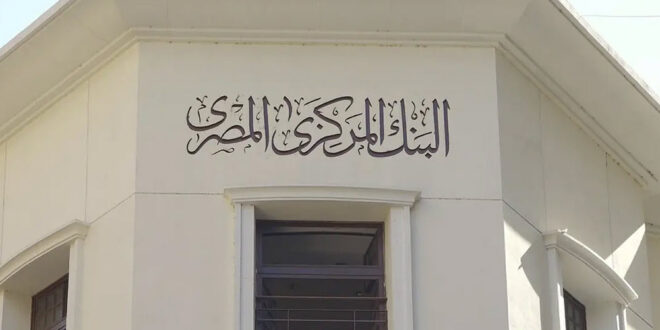 البنك المركزى المصرى